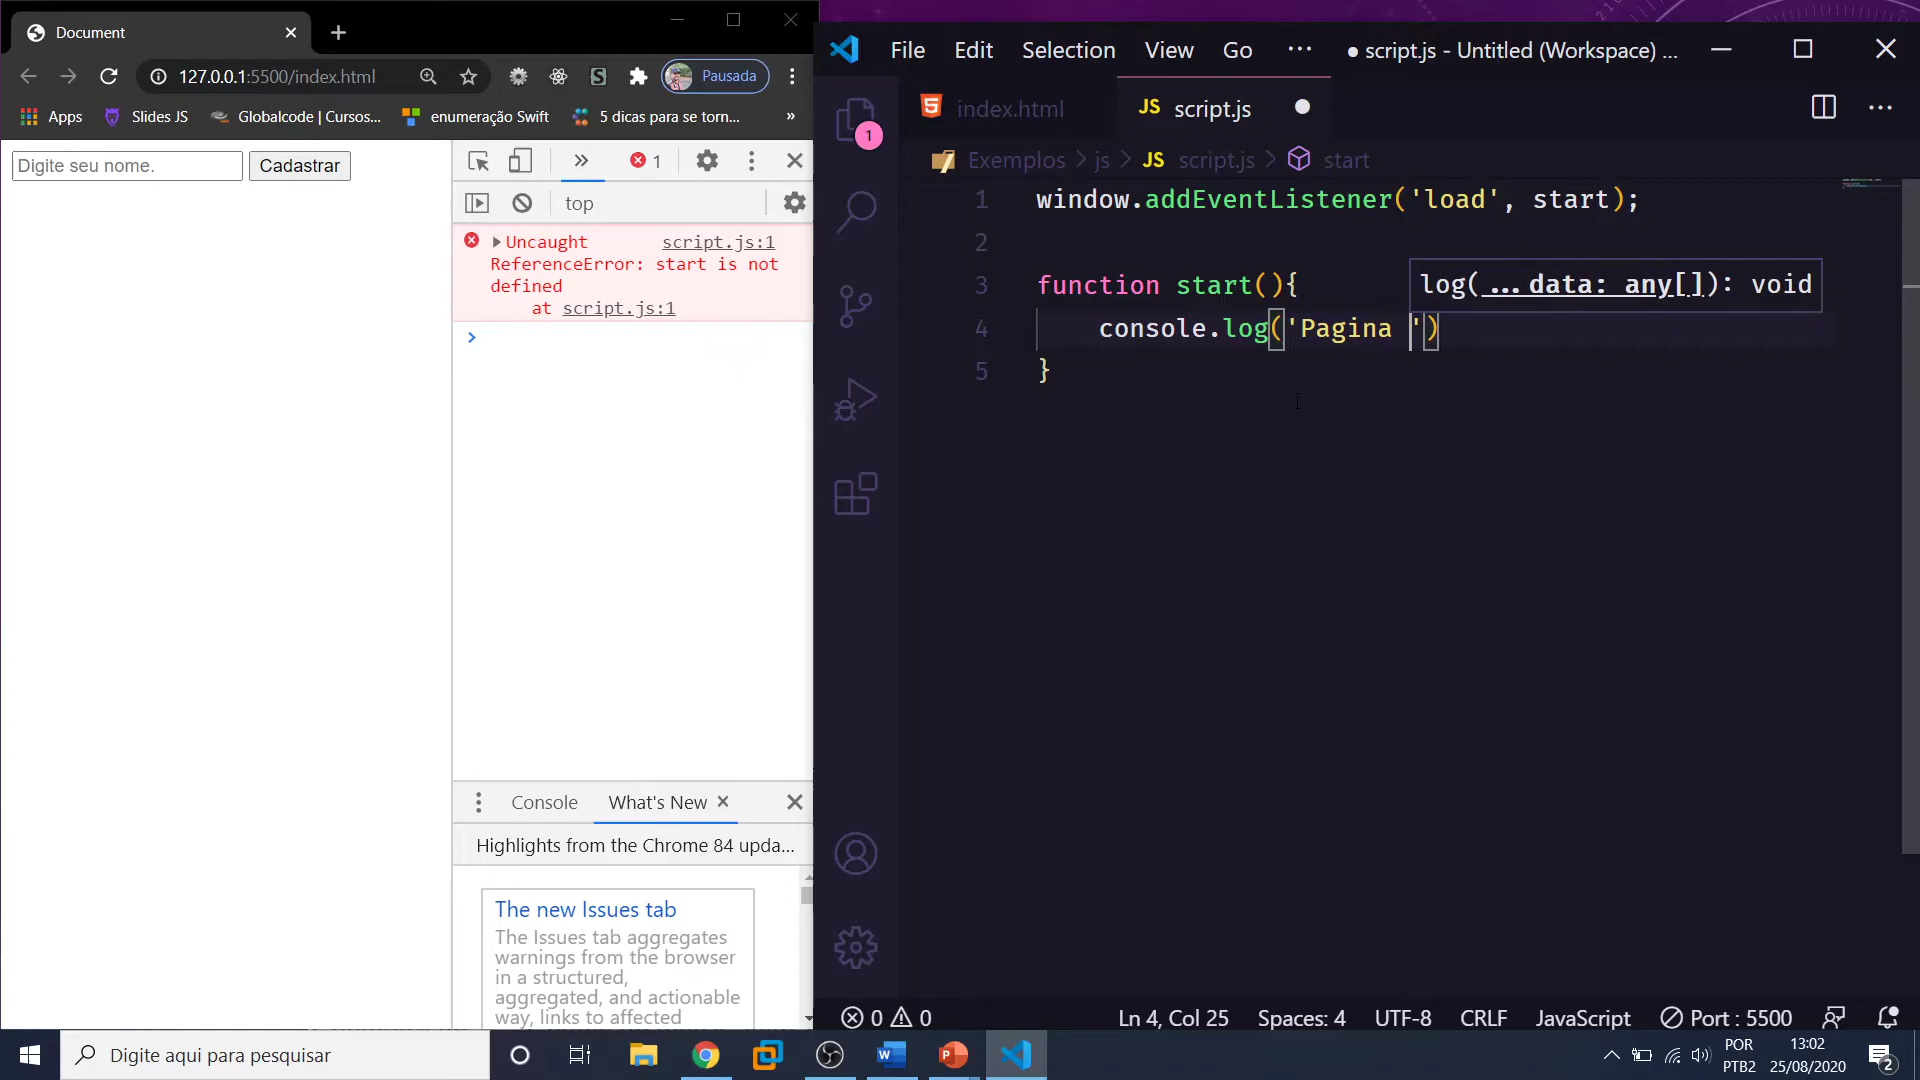 Document
127.0.0.1:5500/index.html
Pausada
Apps
Slides JS
Globalcode | Cursos...
enumeração Swift
5 dicas para se torn...
»
Digite seu nome.
Cadastrar
1
top
Uncaught script.js:1
ReferenceError: start is not
defined
at script.js:1
Console
What's New
Highlights from the Chrome 84 upda...
The new Issues tab
The Issues tab aggregates
warnings from the browser
in a structured,
aggregated, and actionable
way, links to affected
File Edit Selection View Go ··· ● script.js - Untitled (Workspace) ...
1
index.html
JS script.js
Exemplos > js > JS script.js > start
1 window.addEventListener('load', start);
2
3 function start(){
log(...data: any[]): void
4 console.log('Pagina ')
5 }
0 0
Ln 4, Col 25
Spaces: 4
UTF-8
CRLF
JavaScript
Port : 5500
Digite aqui para pesquisar
POR
PTB2
13:02
25/08/2020
2